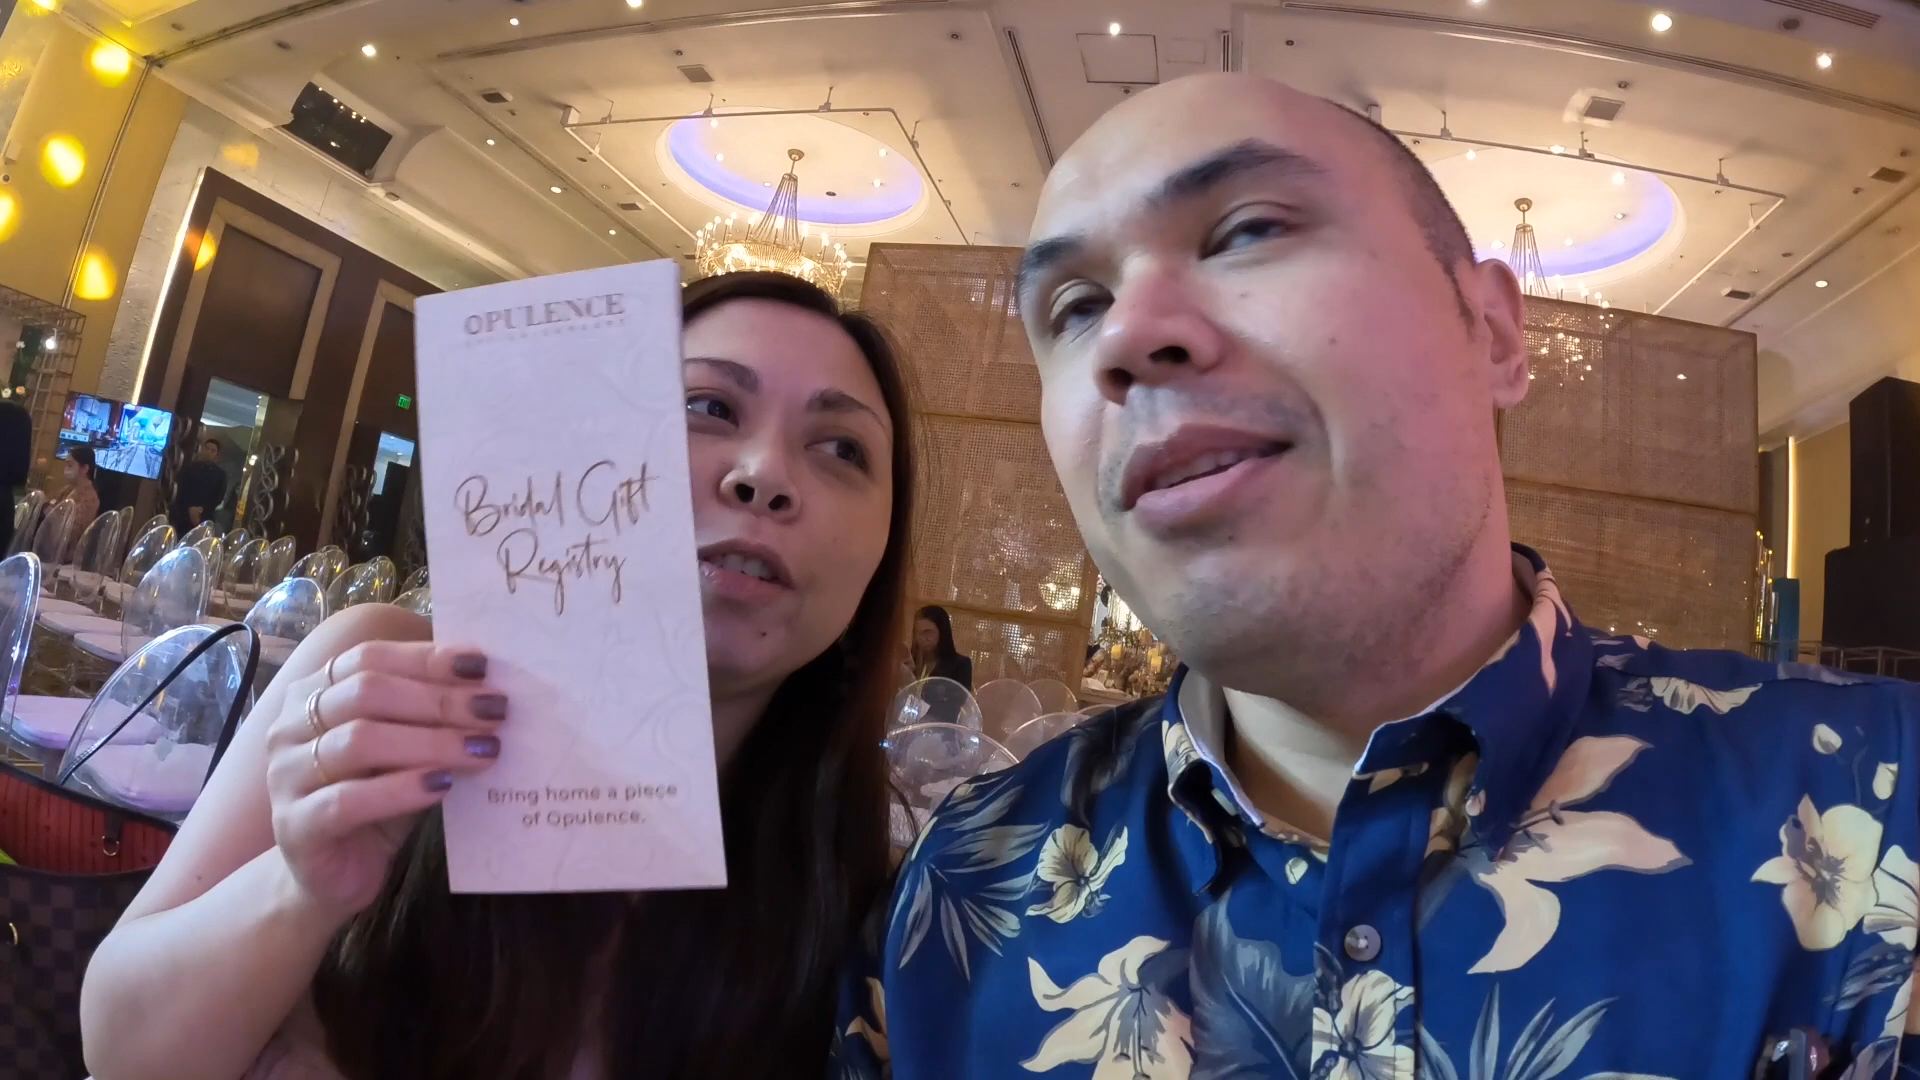 OPULENCE
Bridal Gift
Registry
Bring home a piece
of Opulence.